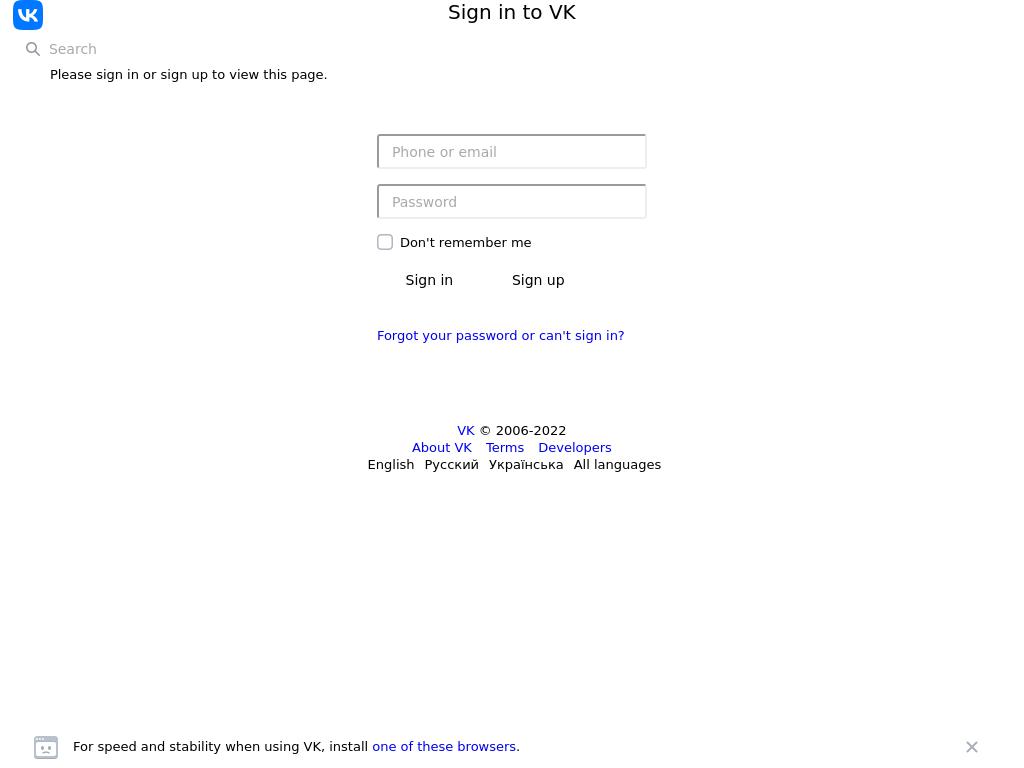 Sign in to VK
Search
Please sign in or sign up to view this page.
Phone or email
Password
Don't remember me
Sign in Sign up
Forgot your password or can't sign in?
VK © 2006-2022
About VK Terms Developers
English Русский Українська All languages
For speed and stability when using VK, install one of these browsers.